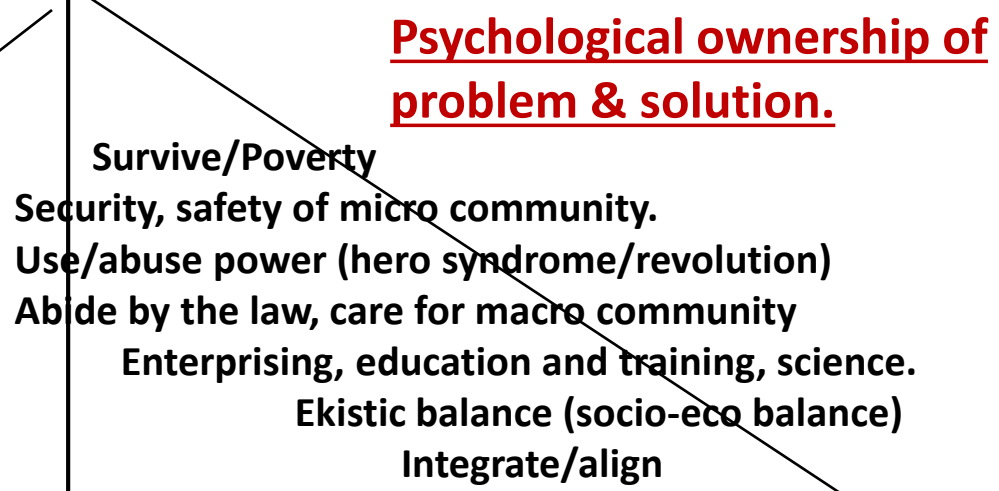 Psychological ownership of
problem & solution.
Survive/Poverty
Security, safety of micro community.
Use/abuse power (hero syndrome/revolution)
Abide by the law, care for macro community
Enterprising, education and training, science.
Ekistic balance (socio-eco balance)
Integrate/align